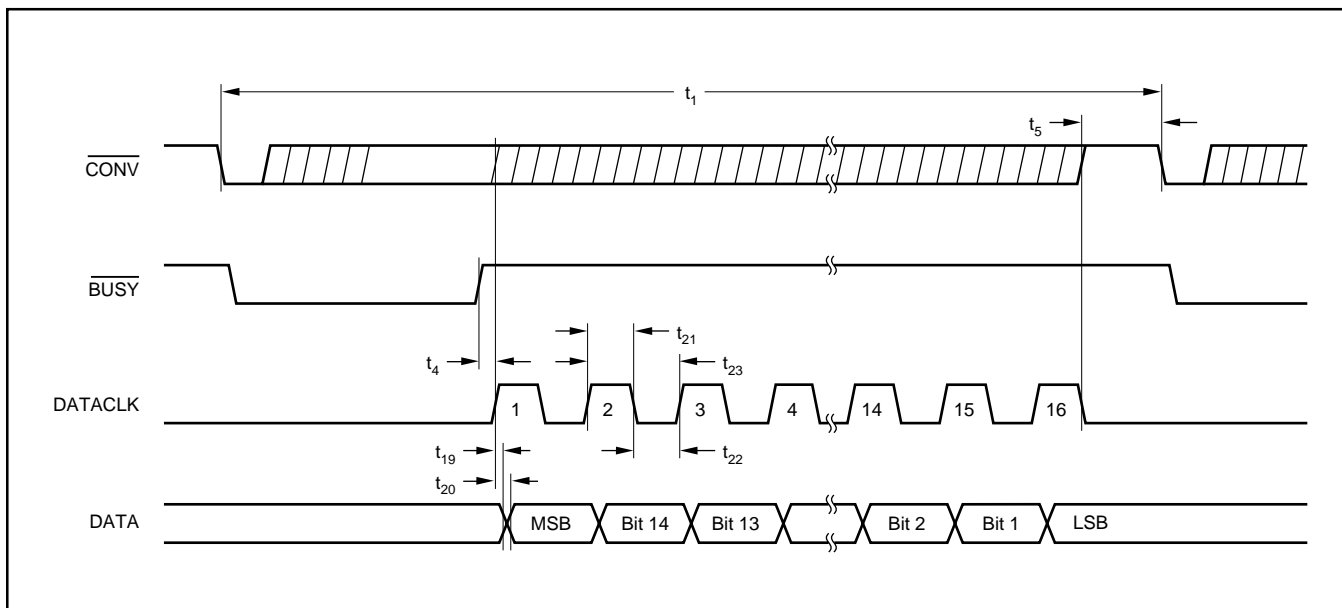 t1
t5
CONV
BUSY
t21
t4
t23
DATACLK
1 2 3 4 14 15 16
t19
t22
t20
DATA
MSB Bit 14 Bit 13 Bit 2 Bit 1 LSB